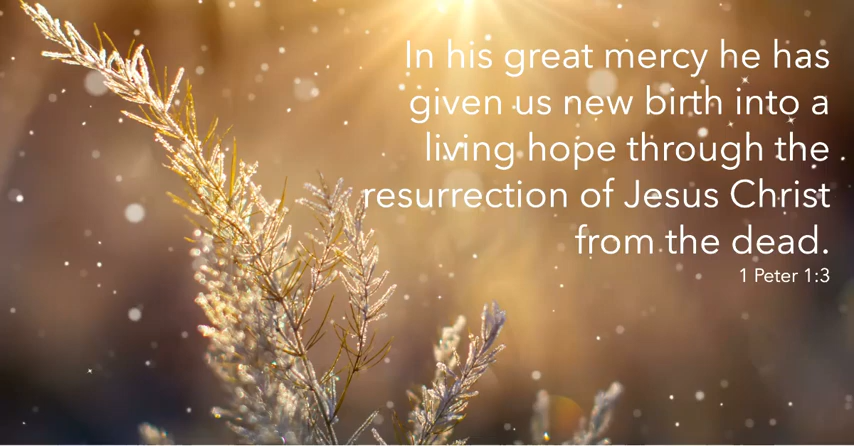 In his great mercy he has
given us new birth into a
living hope through the
resurrection of Jesus Christ
from the dead.
1 Peter 1:3